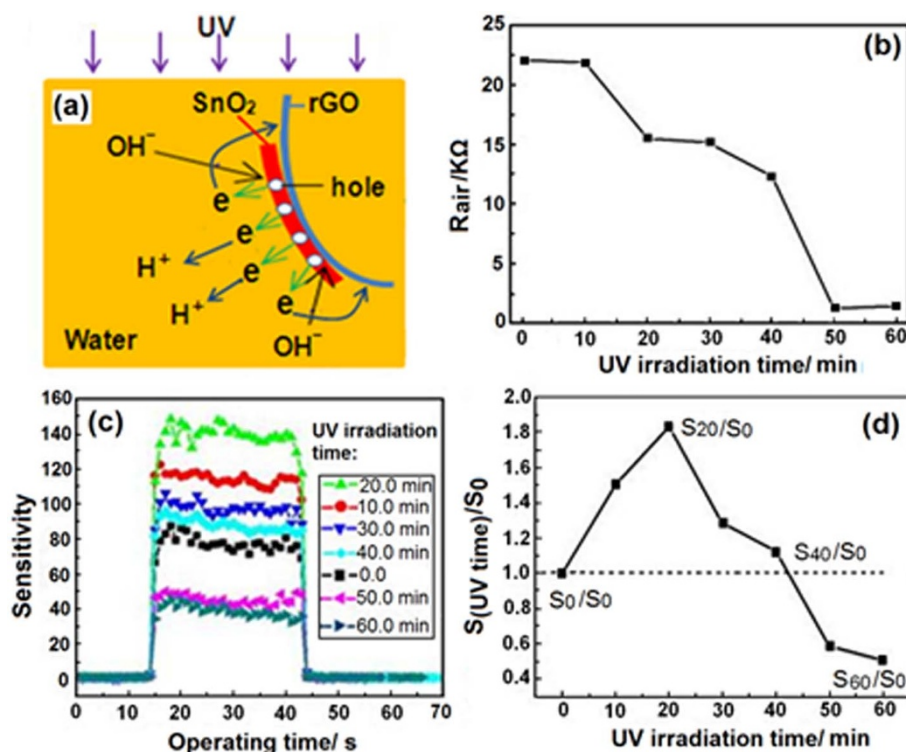 UV
(a)
SnO₂
rGO
OH⁻
hole
e
e
H⁺
e
H⁺
e
OH⁻
Water
(b)
Rair/KΩ
25
20
15
10
5
0
0 10 20 30 40 50 60
UV irradiation time/ min
(c)
Sensitivity
160
140
120
100
80
60
40
20
0
UV irradiation
time:
20.0 min
10.0 min
30.0 min
40.0 min
0.0
50.0 min
60.0 min
0 10 20 30 40 50 60 70
Operating time/ s
(d)
S(UV time)/S0
2.0
1.8
1.6
1.4
1.2
1.0
0.8
0.6
0.4
S20/S0
S40/S0
S0/S0
S60/S0
0 10 20 30 40 50 60
UV irradiation time/ min